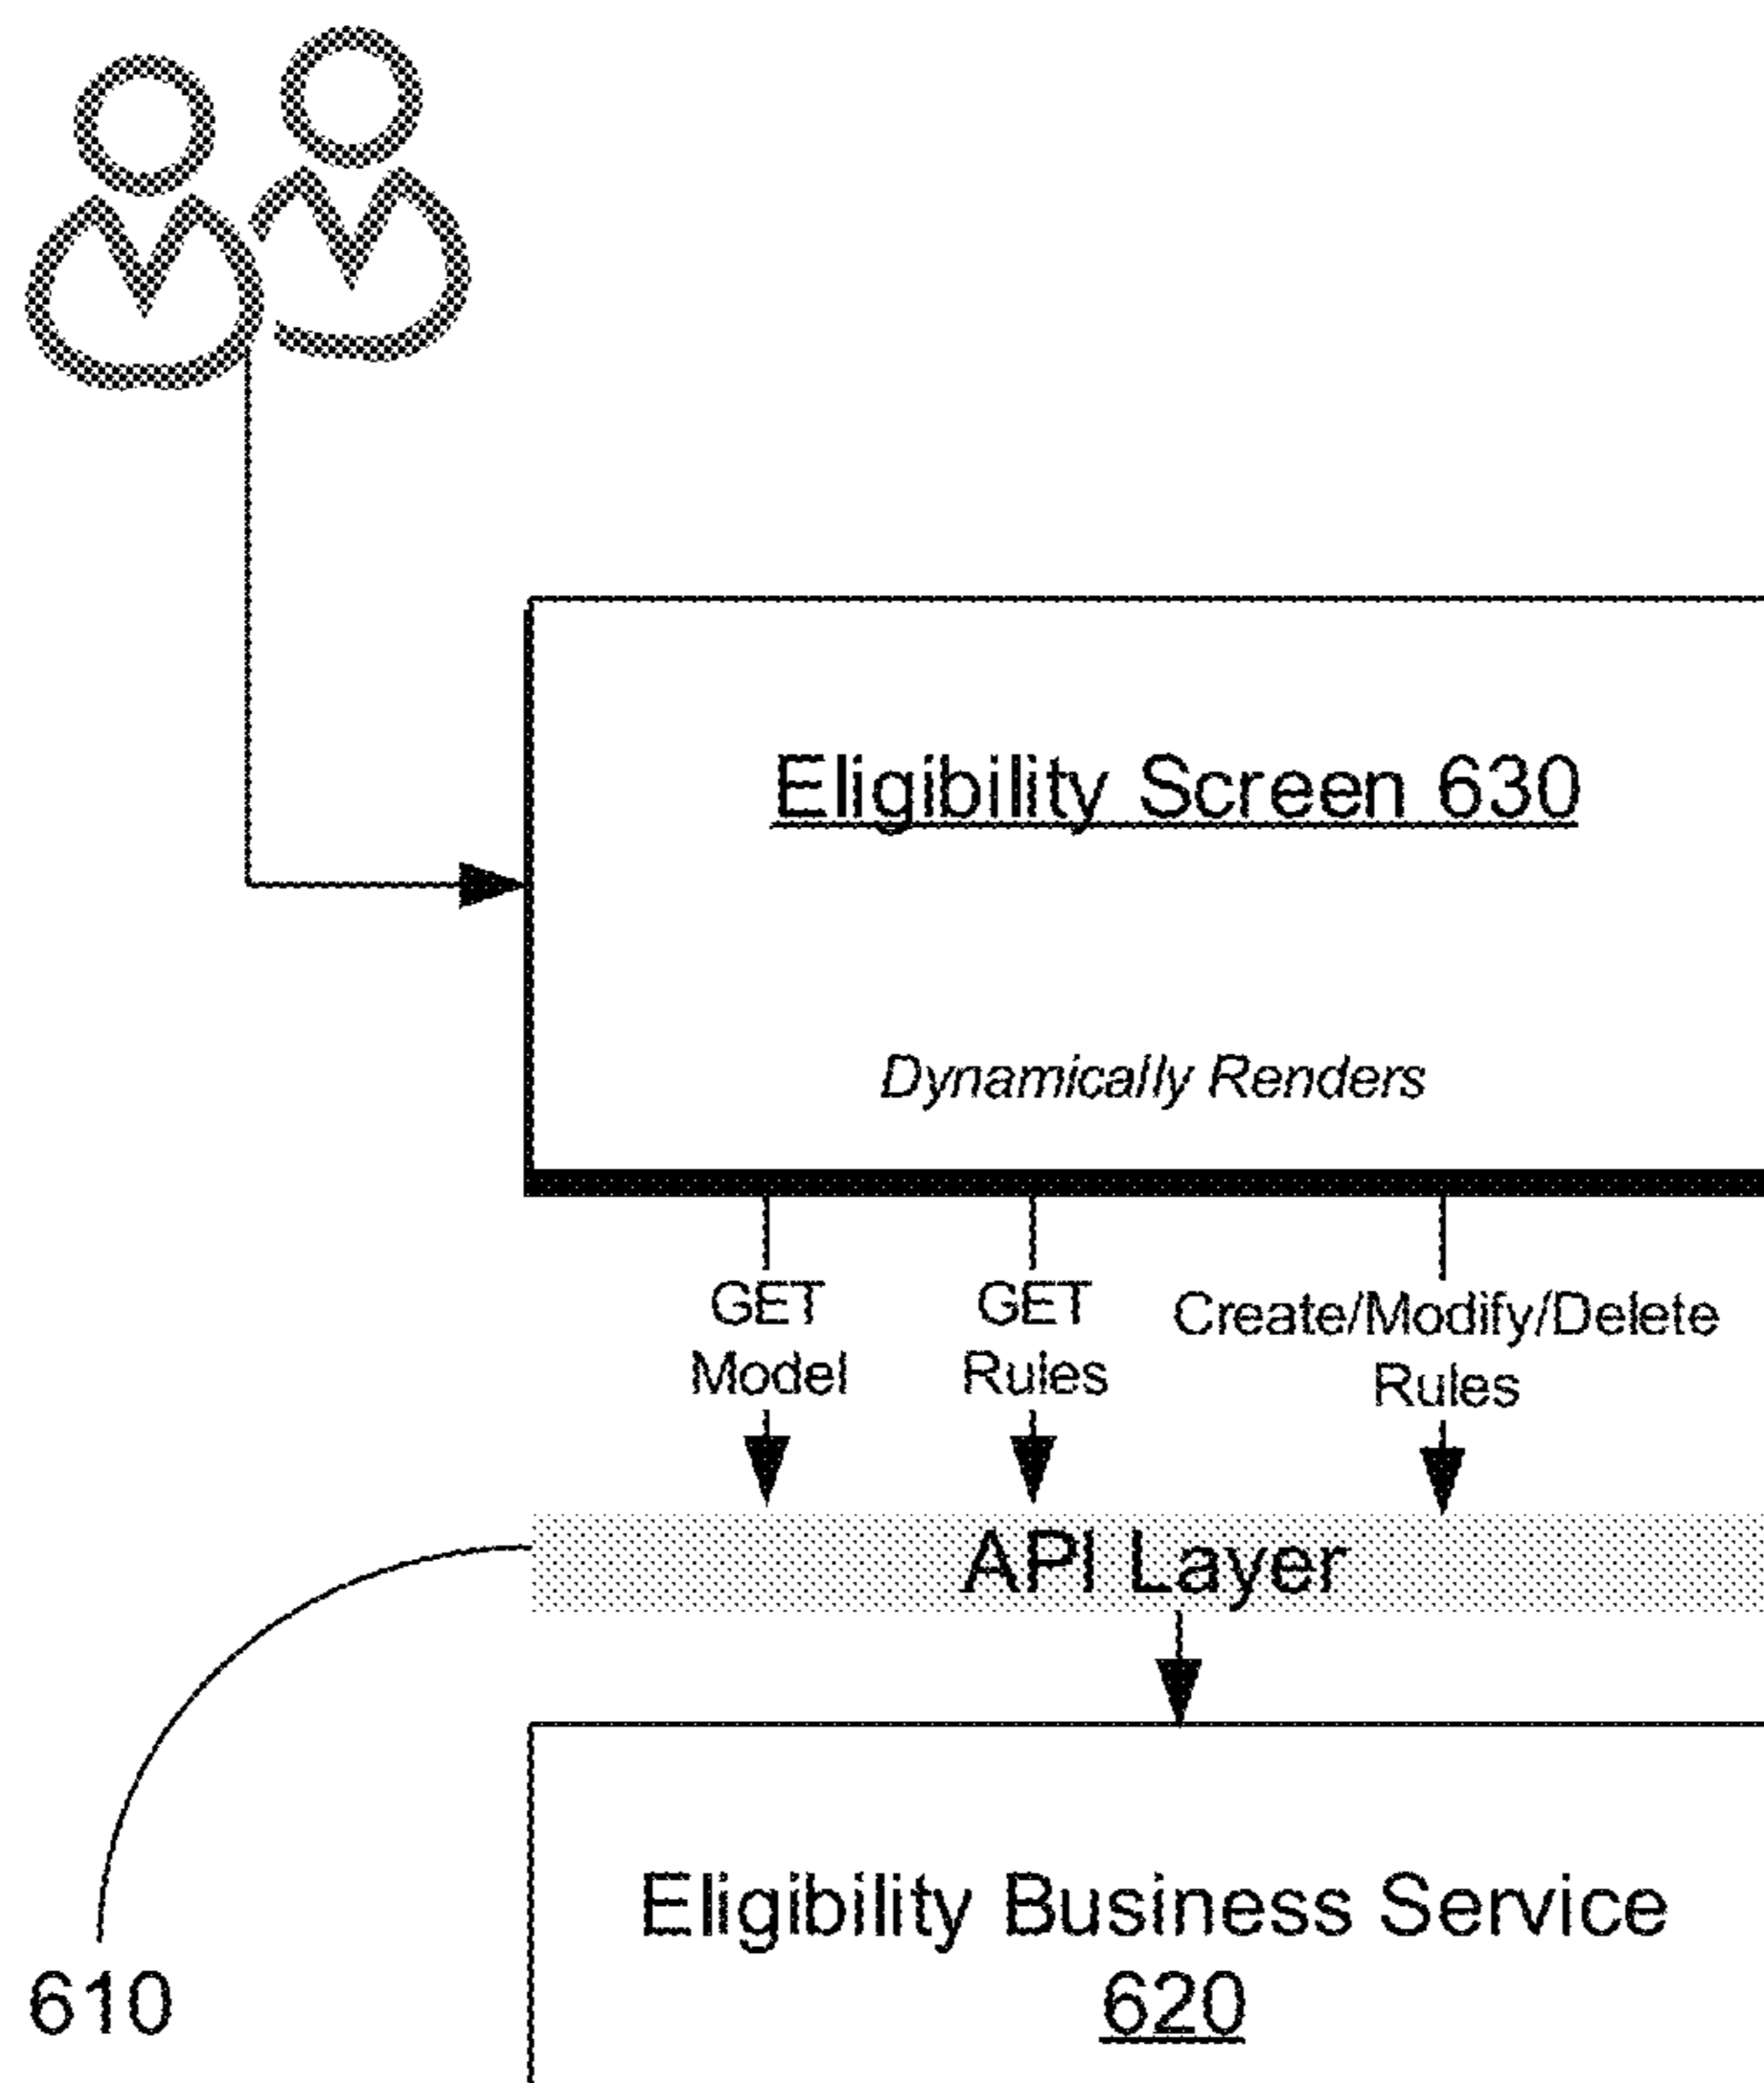 Eligibility Screen 630
Dynamically Renders
GET
Model
GET
Rules
Create/Modify/Delete
Rules
API Layer
Eligibility Business Service
620
610